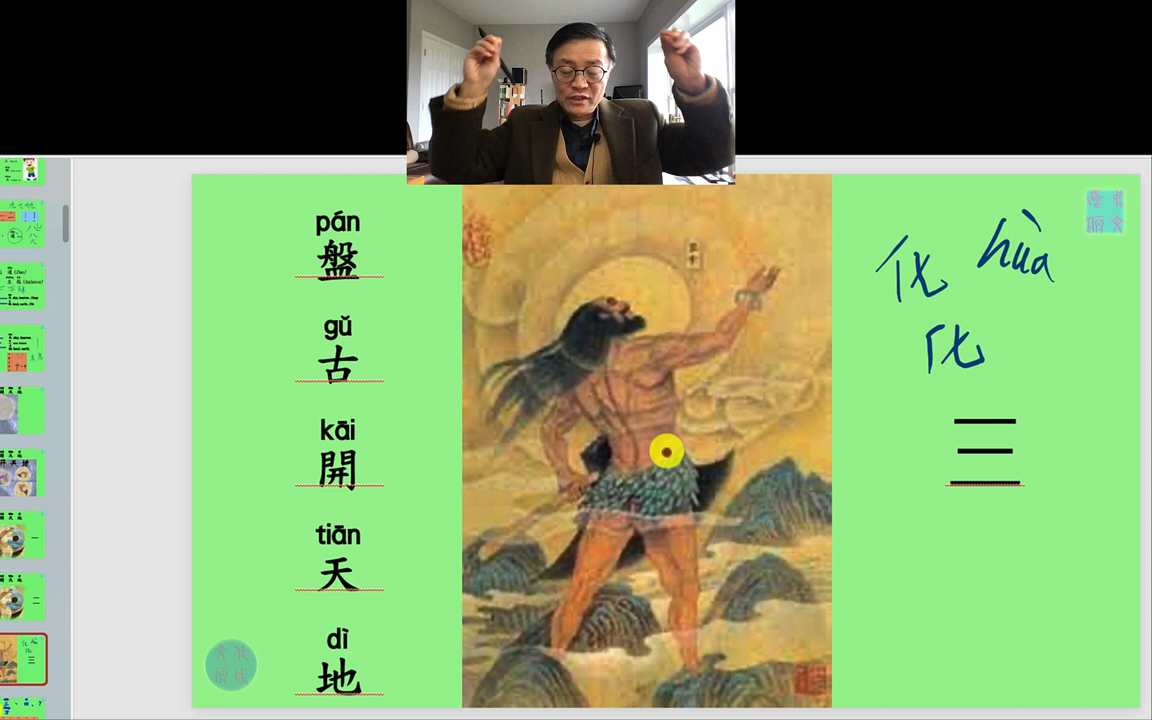 pán
盤
gǔ
古
kāi
開
tiān
天
dì
地
化 huà
化
三